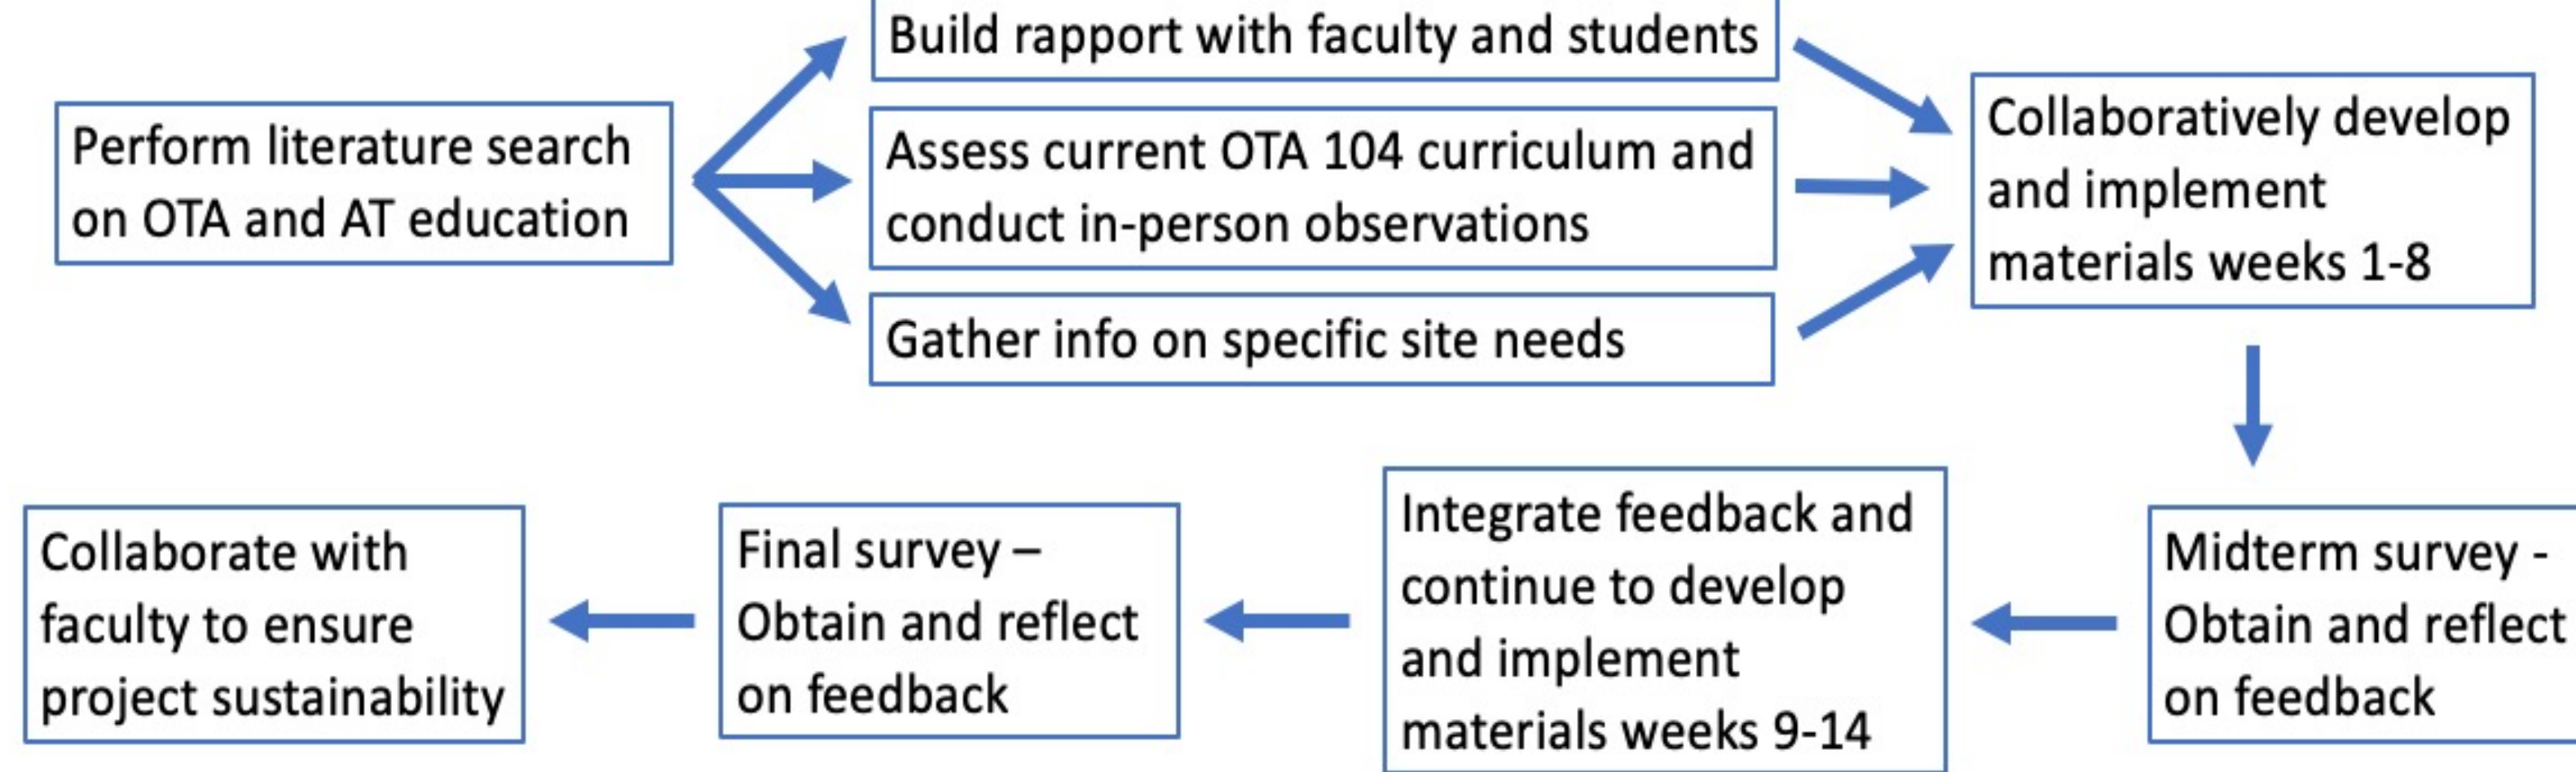 Perform literature search
on OTA and AT education
Build rapport with faculty and students
Assess current OTA 104 curriculum and
conduct in-person observations
Gather info on specific site needs
Collaboratively develop
and implement
materials weeks 1-8
Midterm survey -
Obtain and reflect
on feedback
Integrate feedback and
continue to develop
and implement
materials weeks 9-14
Final survey –
Obtain and reflect
on feedback
Collaborate with
faculty to ensure
project sustainability